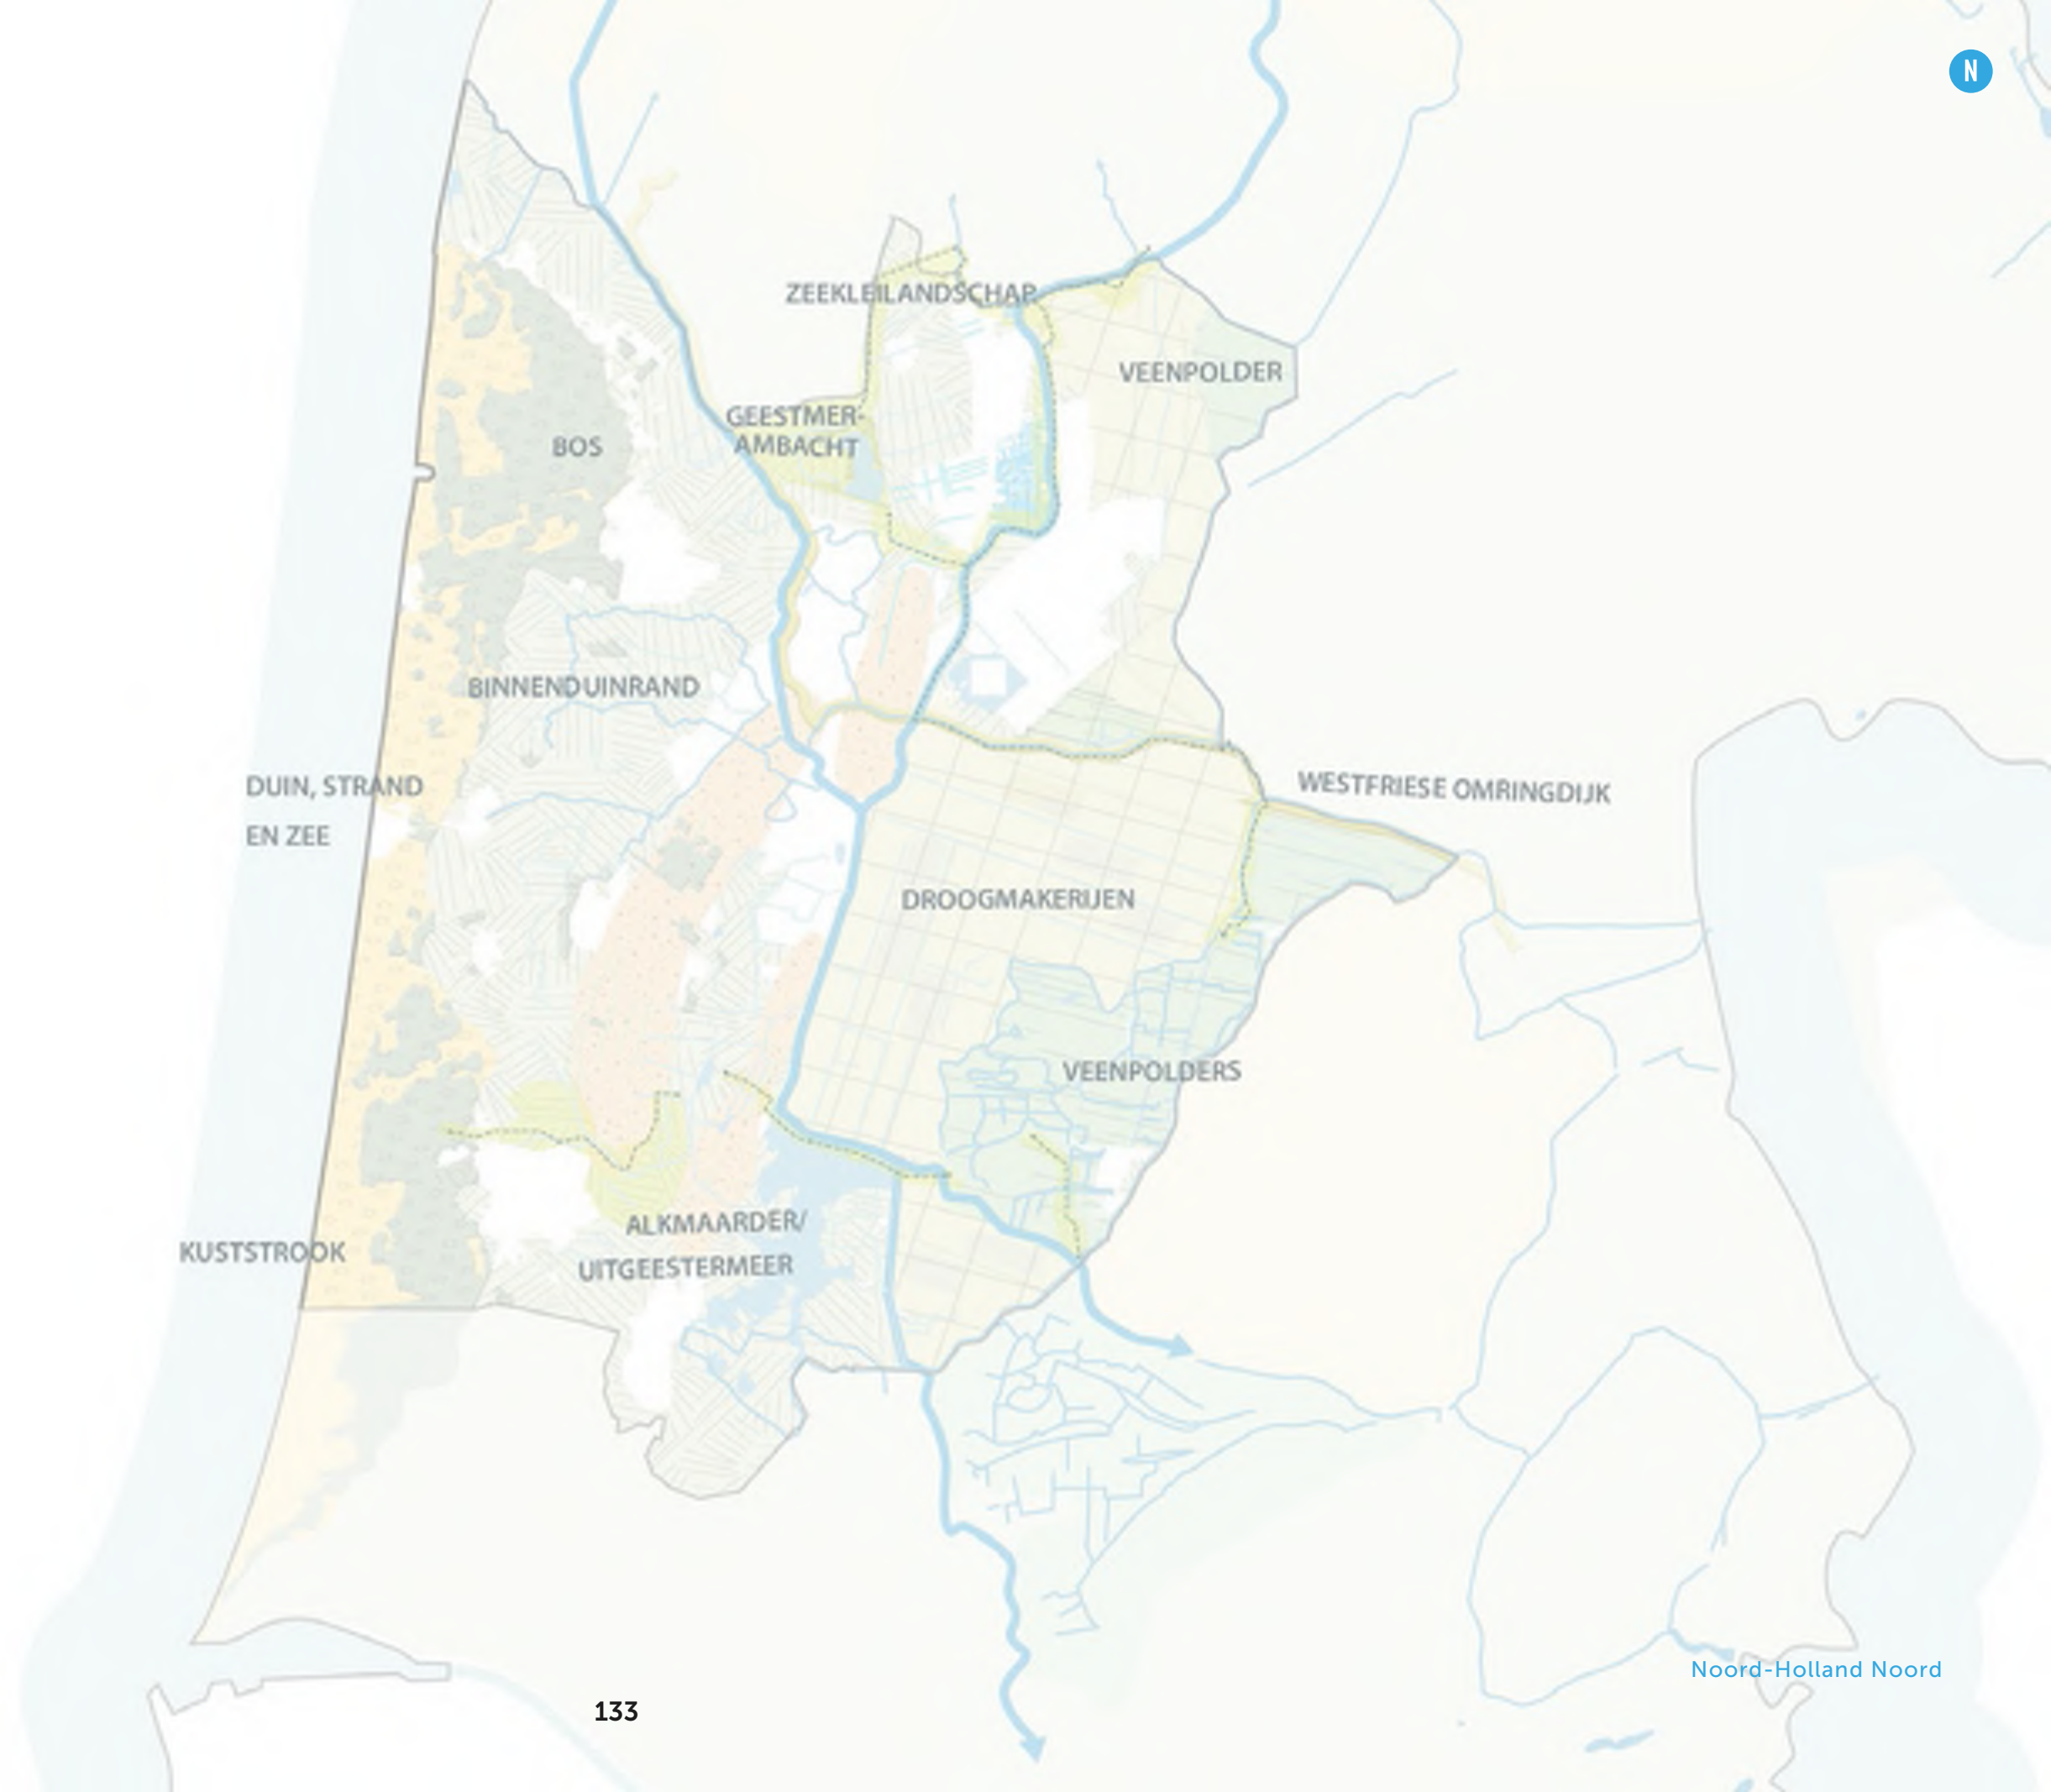 N
ZEEKLEILANDSCHAP
VEENPOLDER
GEESTMER-
AMBACHT
BOS
BINNENDUINRAND
DUIN, STRAND
EN ZEE
WESTFRIESE OMRINGDIJK
DROOGMAKERIJEN
VEENPOLDERS
ALKMAARDER/
UITGEESTERMEER
KUSTSTROOK
Noord-Holland Noord
133